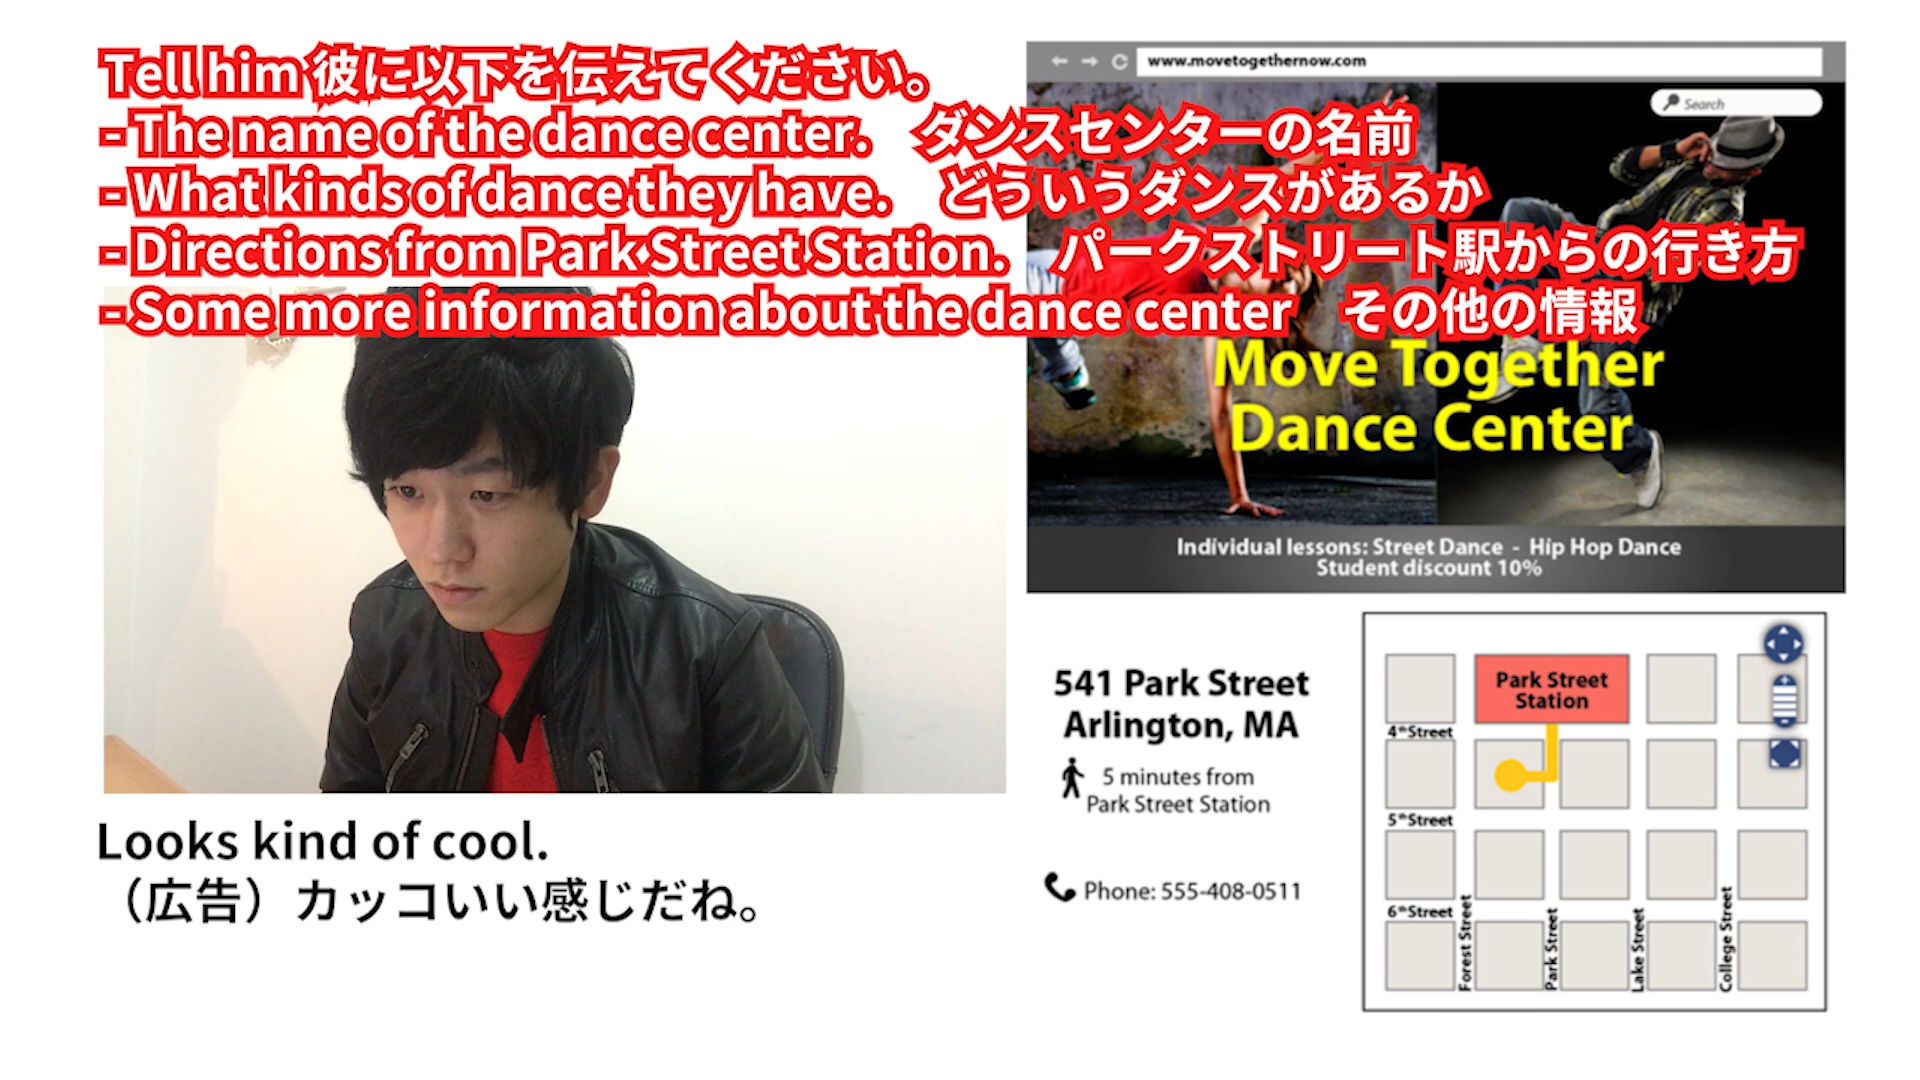 Tell him 彼に以下を伝えてください。
- The name of the dance center.　ダンスセンターの名前
- What kinds of dance they have.　どういうダンスがあるか
- Directions from Park Street Station.　パークストリート駅からの行き方
- Some more information about the dance center　その他の情報
www.movetogethernow.com
Search
Move Together
Dance Center
Individual lessons: Street Dance - Hip Hop Dance
Student discount 10%
Looks kind of cool.
（広告）カッコいい感じだね。
541 Park Street
Arlington, MA
5 minutes from
Park Street Station
Phone: 555-408-0511
Park Street
Station
4th Street
5th Street
6th Street
Forest Street
Park Street
Lake Street
College Street